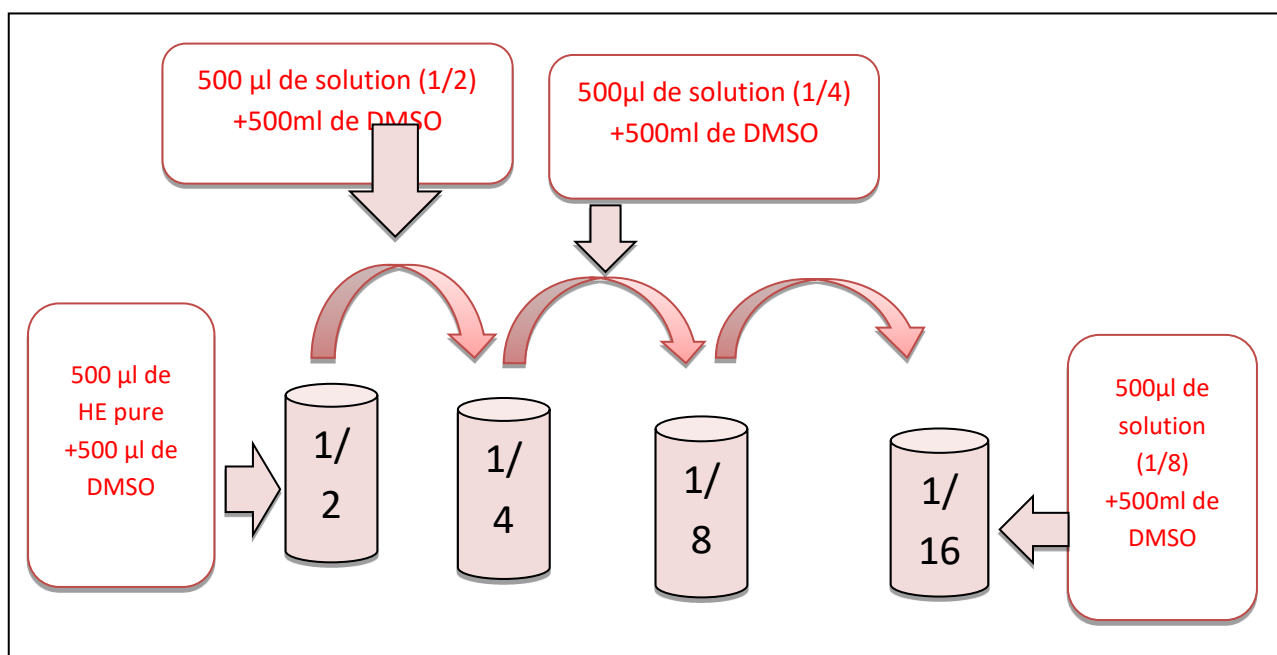 500 µl de solution (1/2)
+500ml de DMSO
500µl de solution (1/4)
+500ml de DMSO
500 µl de
HE pure
+500 µl de
DMSO
1/
2
1/
4
1/
8
1/
16
500µl de
solution
(1/8)
+500ml de
DMSO